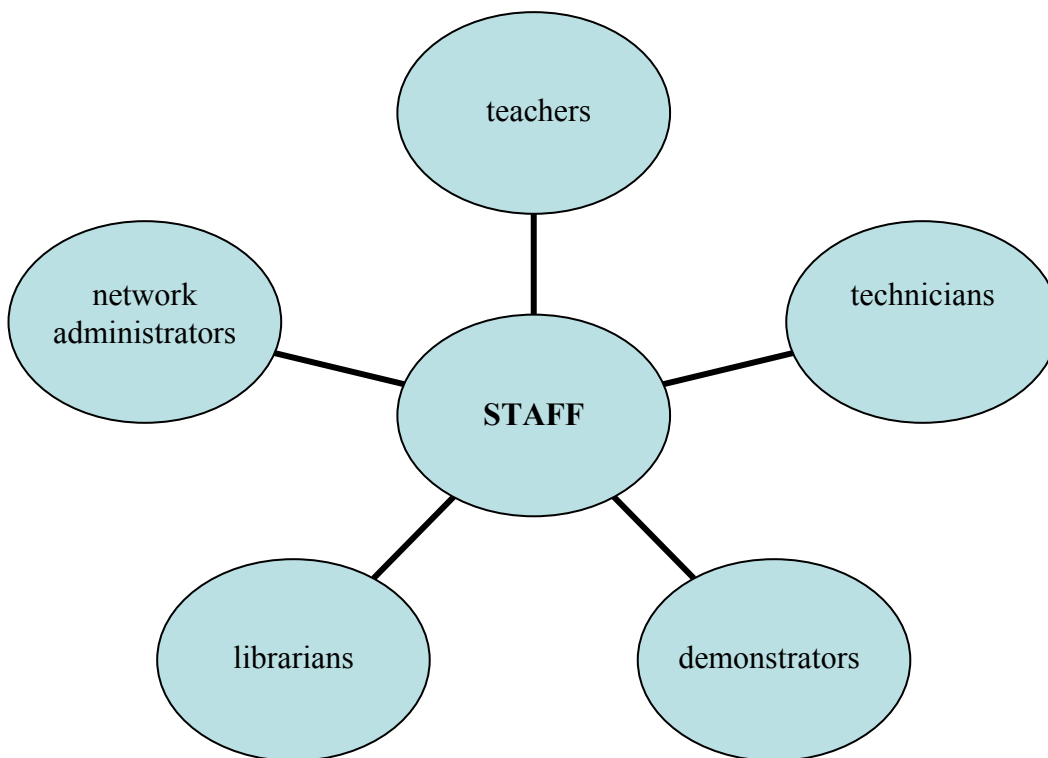 teachers
network
administrators
technicians
STAFF
librarians
demonstrators